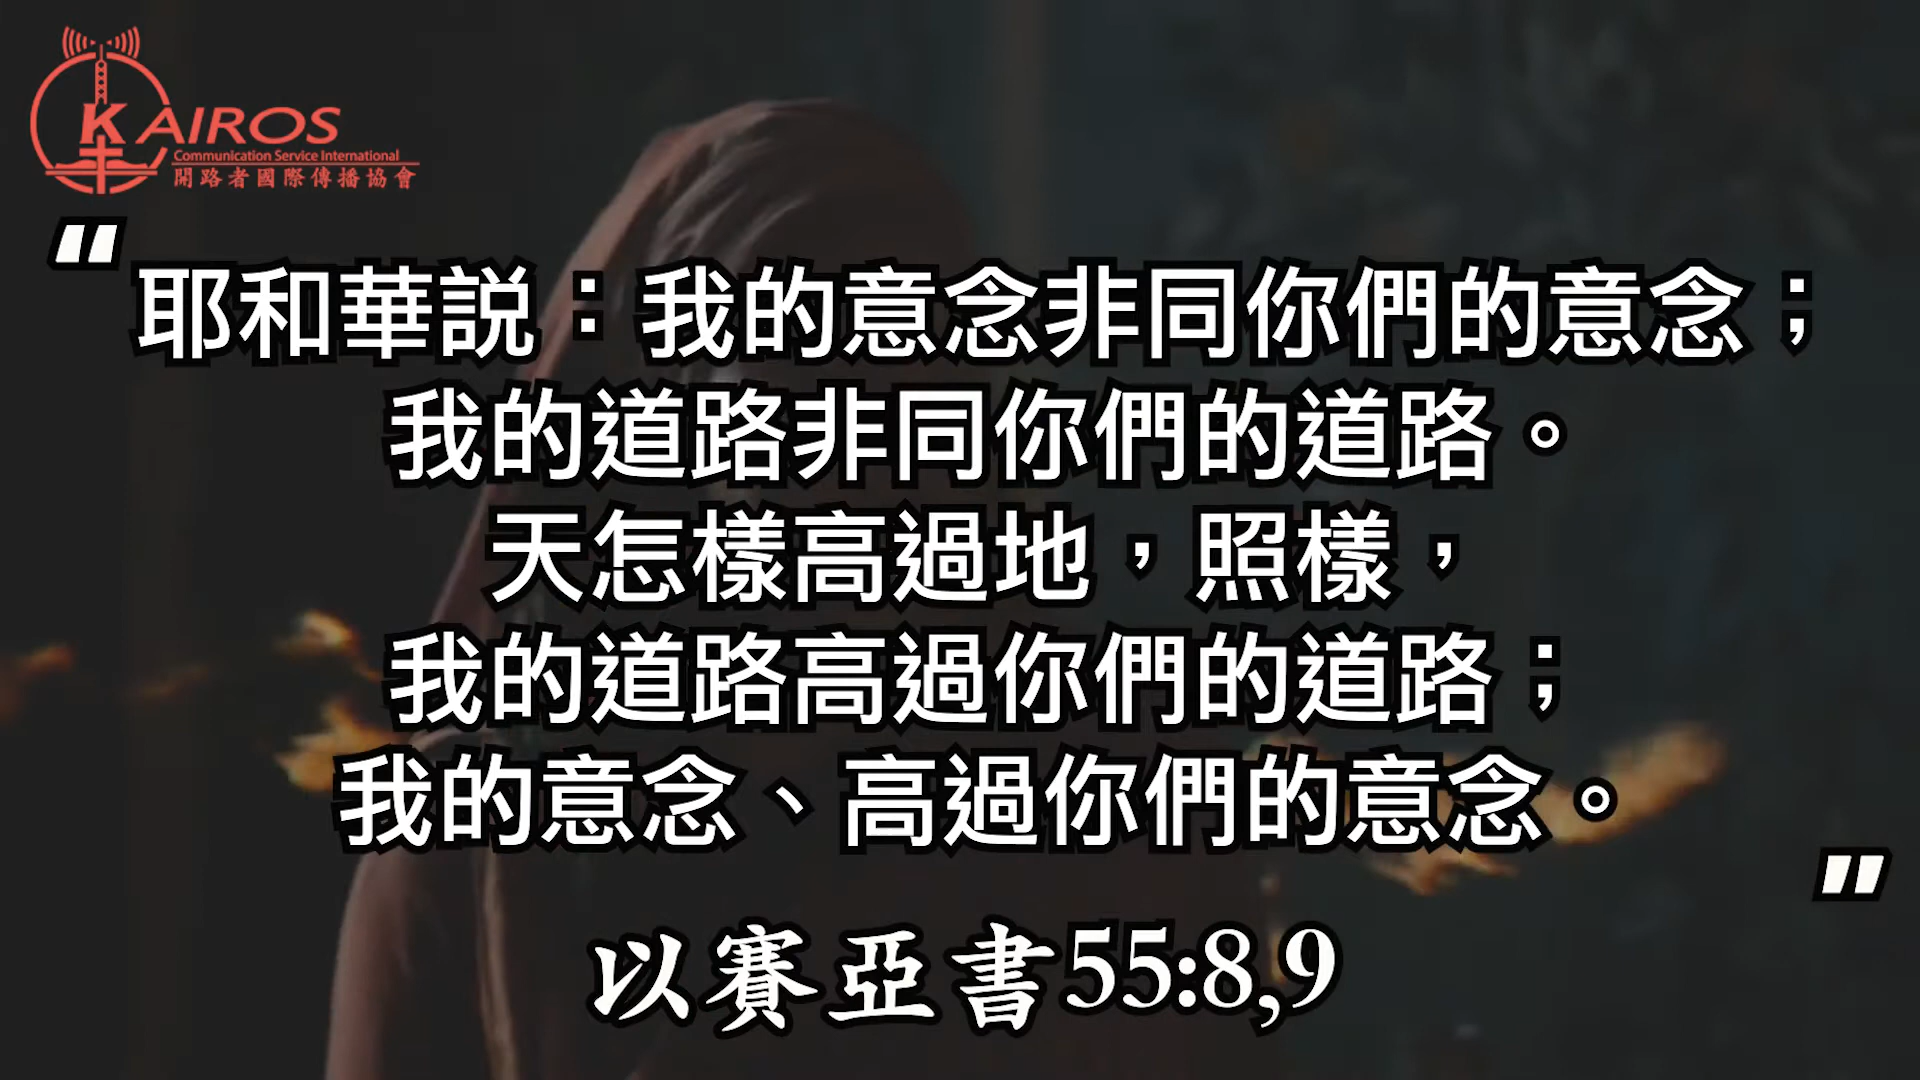 KAIROS
Communication Service International
開路者國際傳播協會
"耶和華説：我的意念非同你們的意念；
我的道路非同你們的道路。
天怎樣高過地，照樣，
我的道路高過你們的道路；
我的意念、高過你們的意念。"
以賽亞書55:8,9